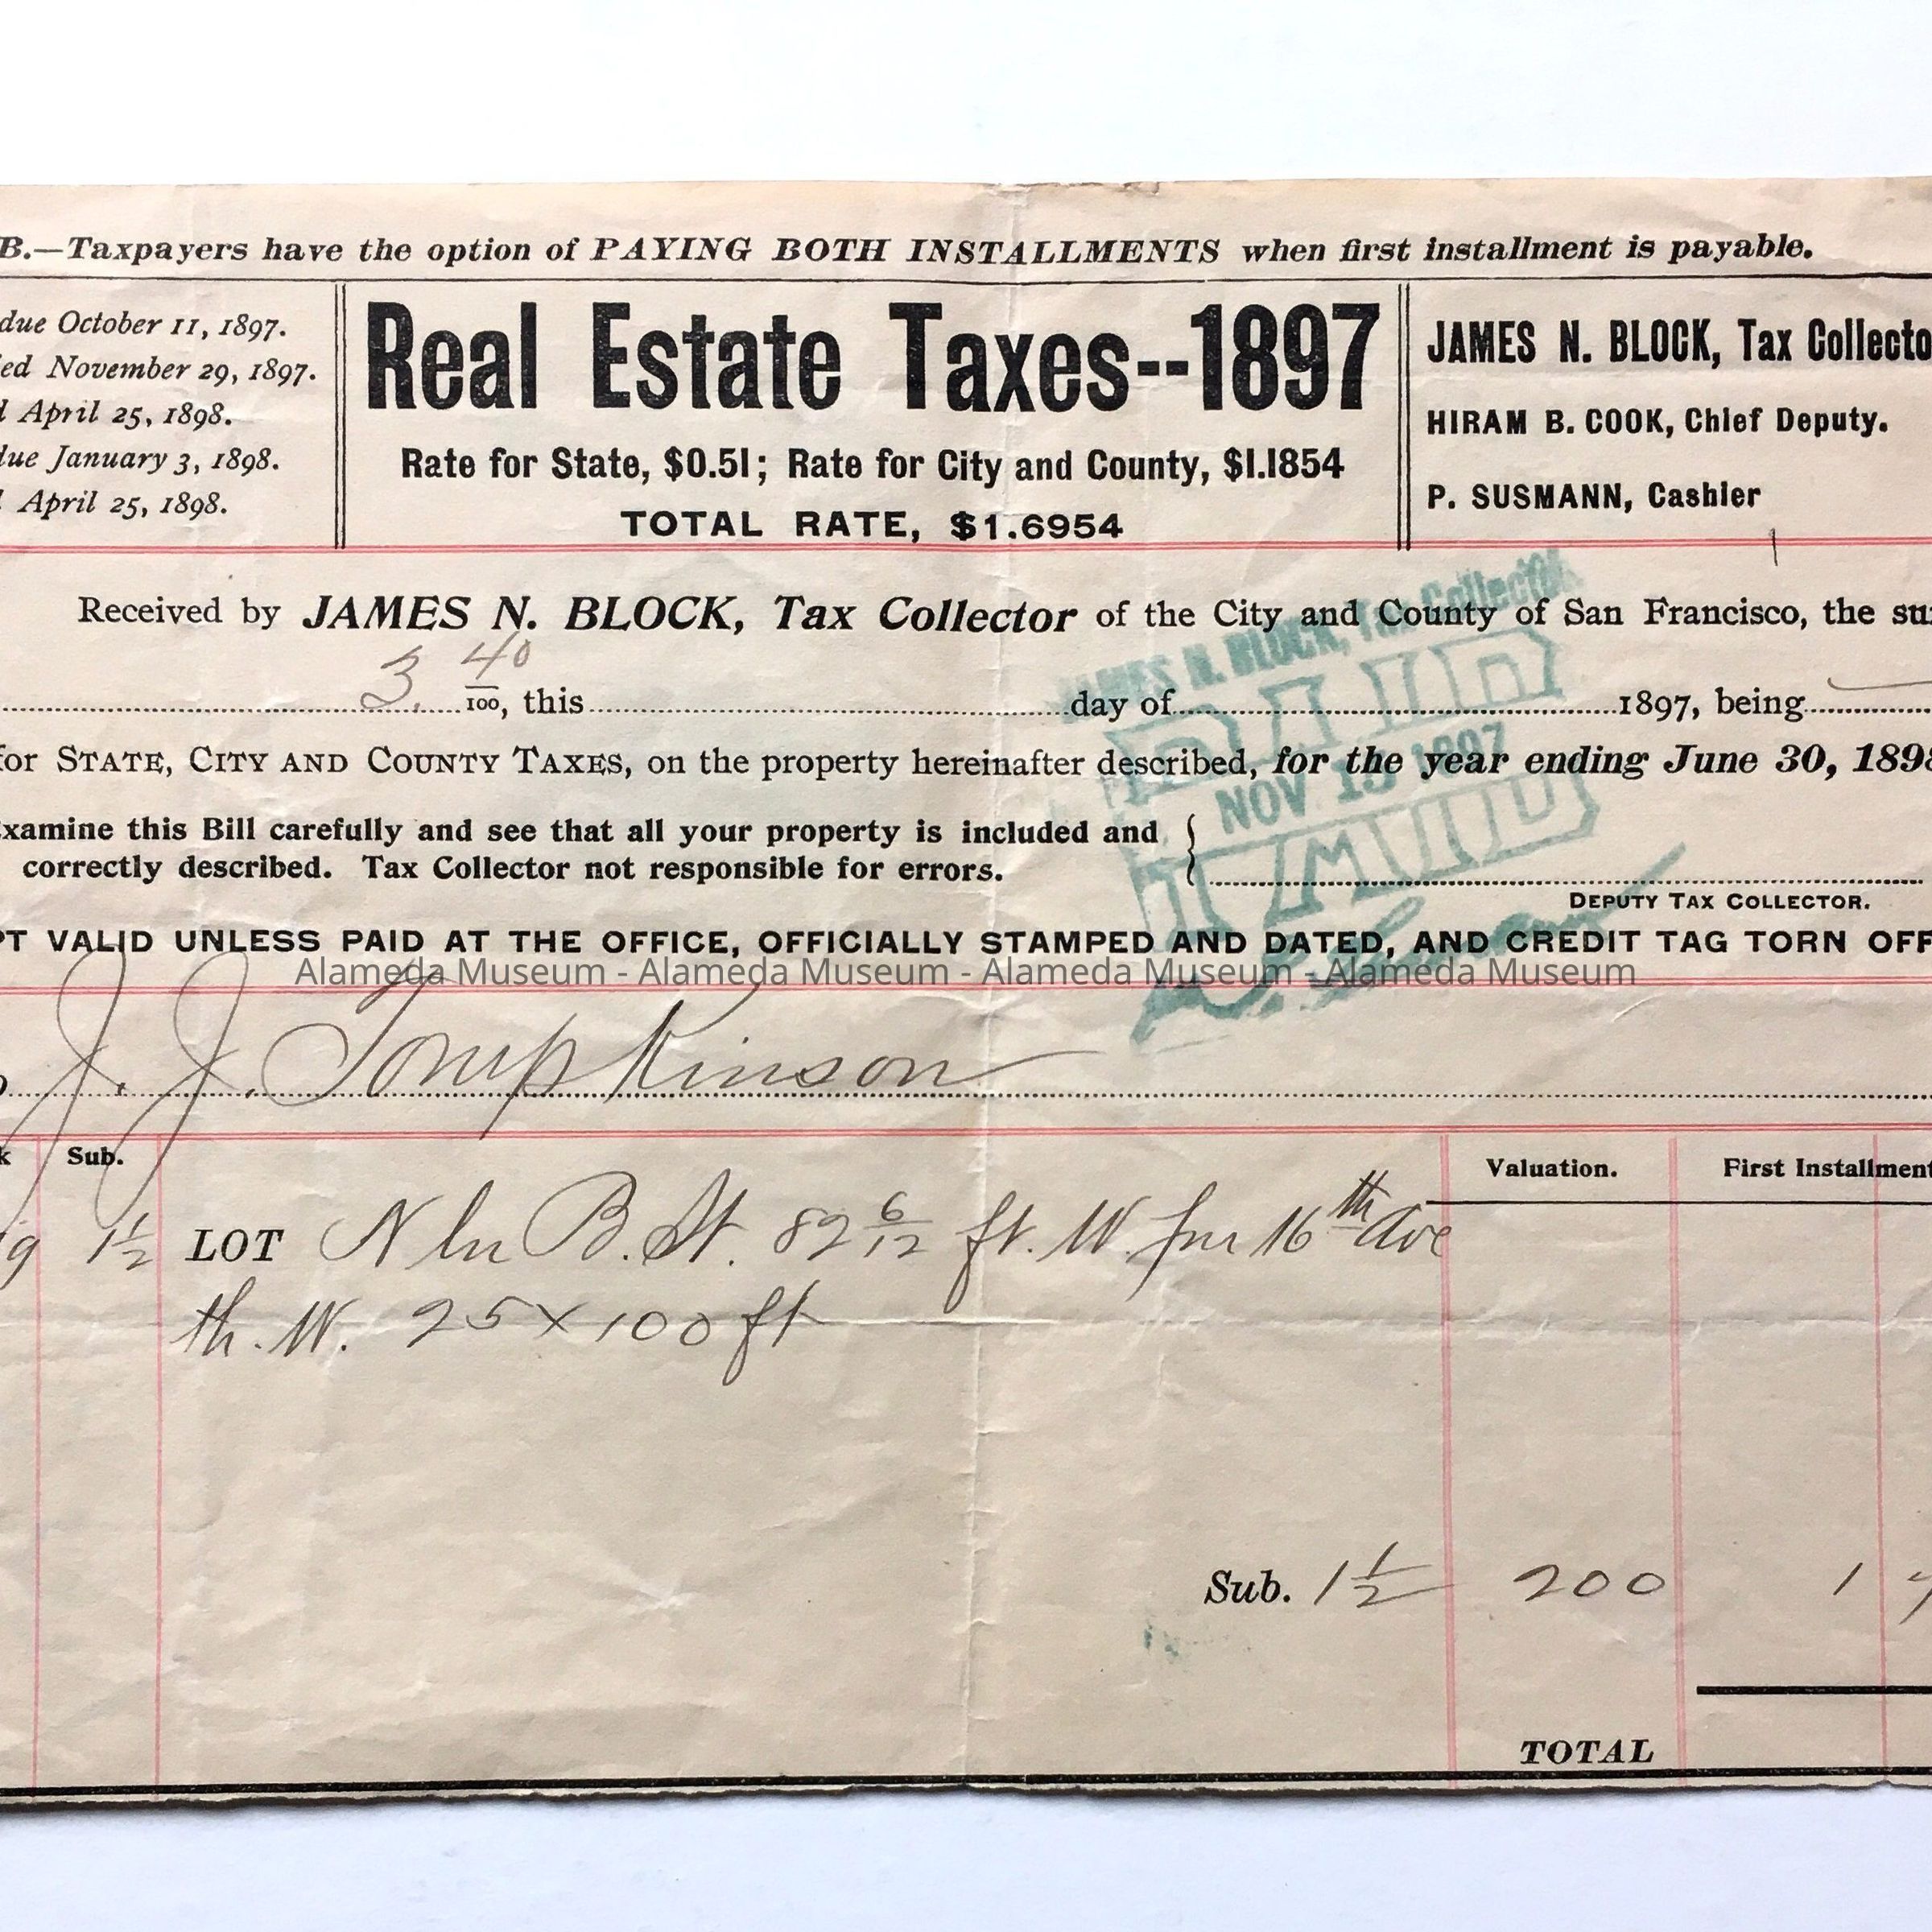 B.—Taxpayers have the option of PAYING BOTH INSTALLMENTS when first installment is payable.
due October 11, 1897.
ed November 29, 1897.
April 25, 1898.
due January 3, 1898.
April 25, 1898.
Real Estate Taxes--1897
Rate for State, $0.51; Rate for City and County, $1.1854
TOTAL RATE, $1.6954
JAMES N. BLOCK, Tax Collecto
HIRAM B. COOK, Chief Deputy.
P. SUSMANN, Cashier
Received by JAMES N. BLOCK, Tax Collector of the City and County of San Francisco, the su
3. 40/100, this day of 1897, being
for STATE, CITY AND COUNTY TAXES, on the property hereinafter described, for the year ending June 30, 1898
JAMES N. BLOCK, Tax Collector
PAID
NOV 15 1897
Examine this Bill carefully and see that all your property is included and
correctly described. Tax Collector not responsible for errors.
DEPUTY TAX COLLECTOR.
PT VALID UNLESS PAID AT THE OFFICE, OFFICIALLY STAMPED AND DATED, AND CREDIT TAG TORN OFF
Alameda Museum - Alameda Museum - Alameda Museum - Alameda Museum
J. J. Tompkinson
k Sub. Valuation. First Installment
1 1/2 LOT N ln B. St. 82 6/12 ft. W. fm 16th Ave
th. W. 25 x 100 ft
Sub. 1 1/2 200 1
TOTAL